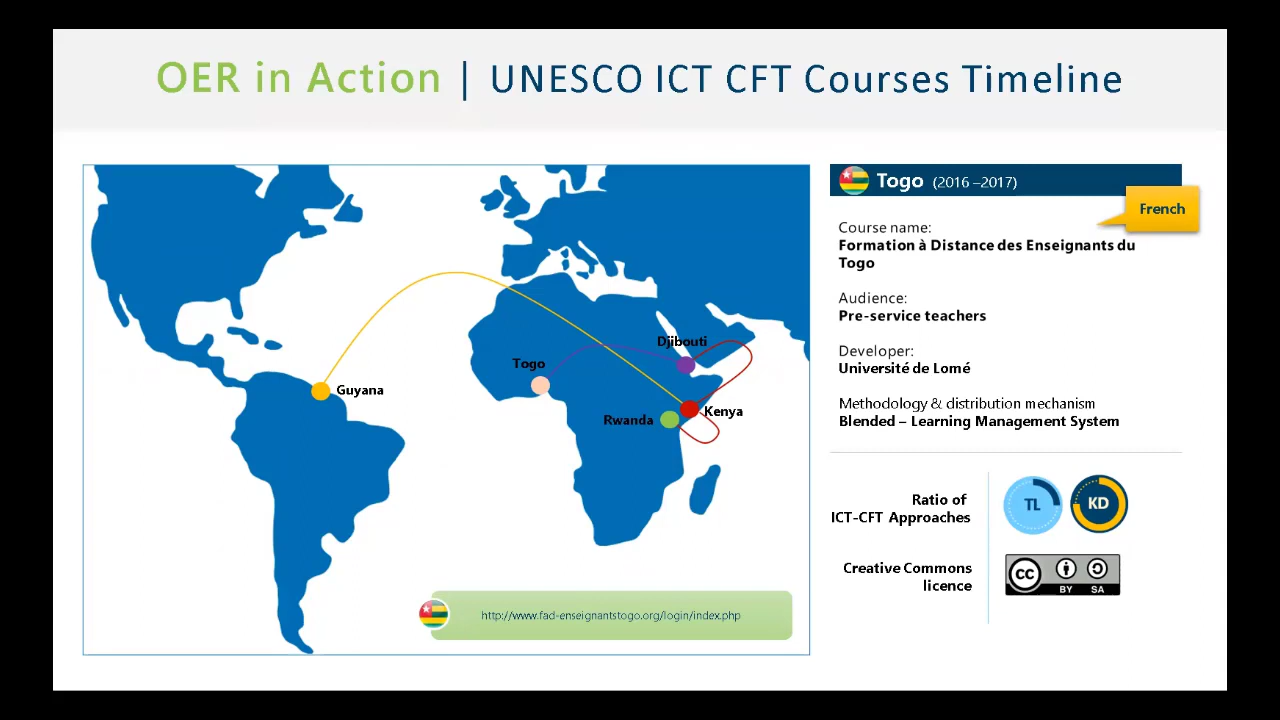 OER in Action | UNESCO ICT CFT Courses Timeline
Togo (2016 –2017)
French
Course name:
Formation à Distance des Enseignants du
Togo
Audience:
Pre-service teachers
Developer:
Université de Lomé
Methodology & distribution mechanism
Blended – Learning Management System
Ratio of
ICT-CFT Approaches
TL
KD
Creative Commons
licence
cc
BY SA
Djibouti
Togo
Guyana
Kenya
Rwanda
http://www.fad-enseignantstogo.org/login/index.php